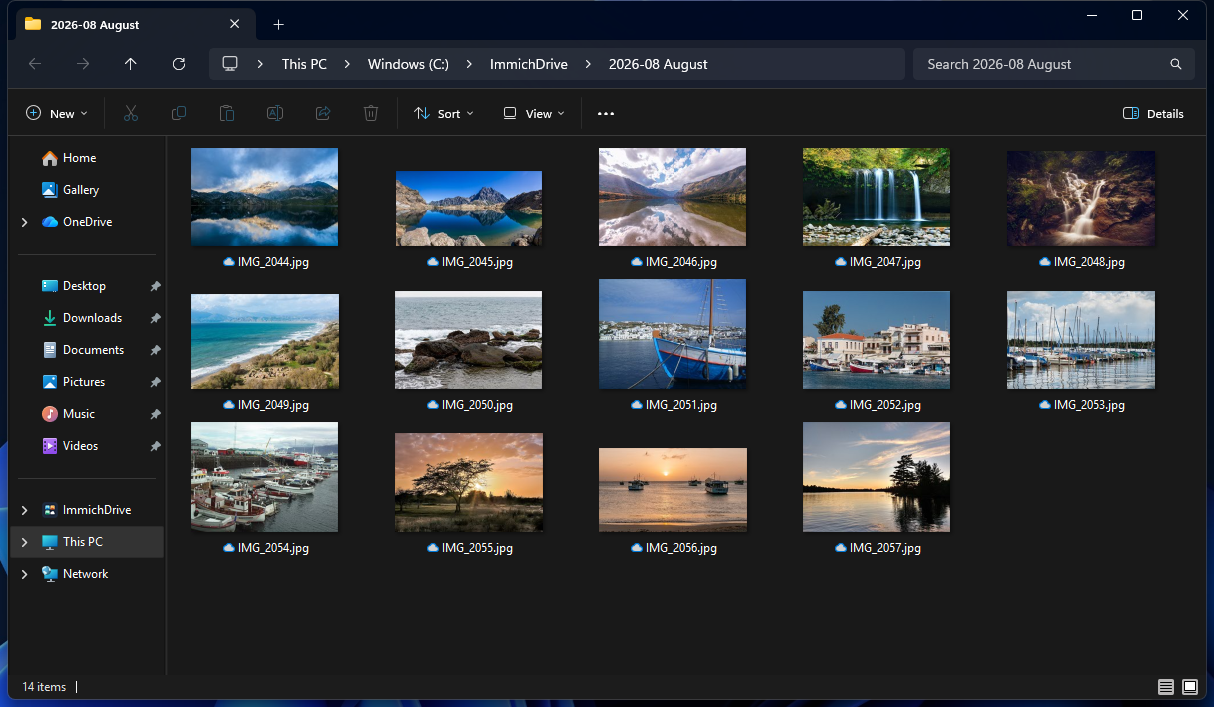 2026-08 August
This PC
Windows (C:)
ImmichDrive
2026-08 August
Search 2026-08 August
New
Sort
View
Details
Home
Gallery
OneDrive
Desktop
Downloads
Documents
Pictures
Music
Videos
ImmichDrive
This PC
Network
IMG_2044.jpg
IMG_2045.jpg
IMG_2046.jpg
IMG_2047.jpg
IMG_2048.jpg
IMG_2049.jpg
IMG_2050.jpg
IMG_2051.jpg
IMG_2052.jpg
IMG_2053.jpg
IMG_2054.jpg
IMG_2055.jpg
IMG_2056.jpg
IMG_2057.jpg
14 items